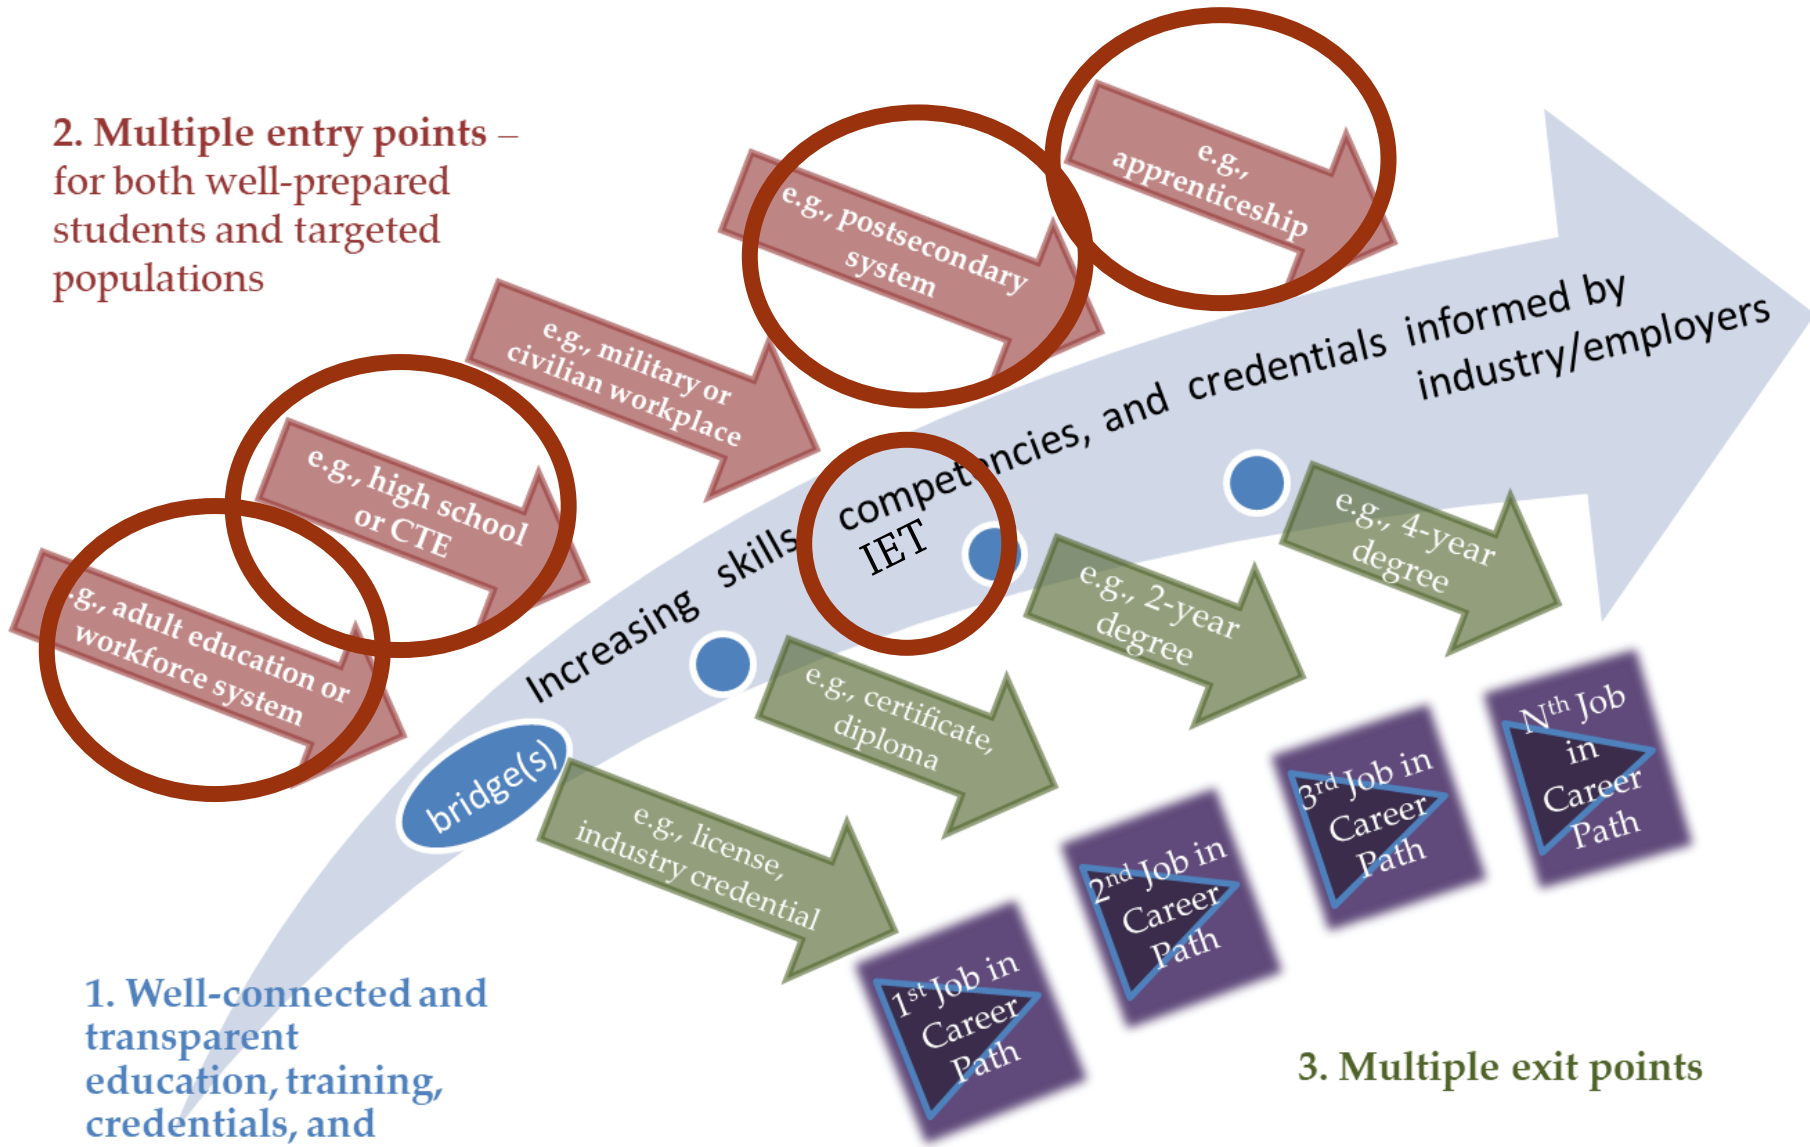 2. Multiple entry points –
for both well-prepared
students and targeted
populations
e.g.,
apprenticeship
e.g., postsecondary
system
e.g., military or
civilian workplace
e.g., high school
or CTE
.g., adult education or
workforce system
Increasing skills, competencies, and credentials informed by
industry/employers
IET
bridge(s)
e.g., license,
industry credential
e.g., certificate,
diploma
e.g., 2-year
degree
e.g., 4-year
degree
1st Job in
Career
Path
2nd Job in
Career
Path
3rd Job in
Career
Path
Nth Job
in
Career
Path
1. Well-connected and
transparent
education, training,
credentials, and
3. Multiple exit points